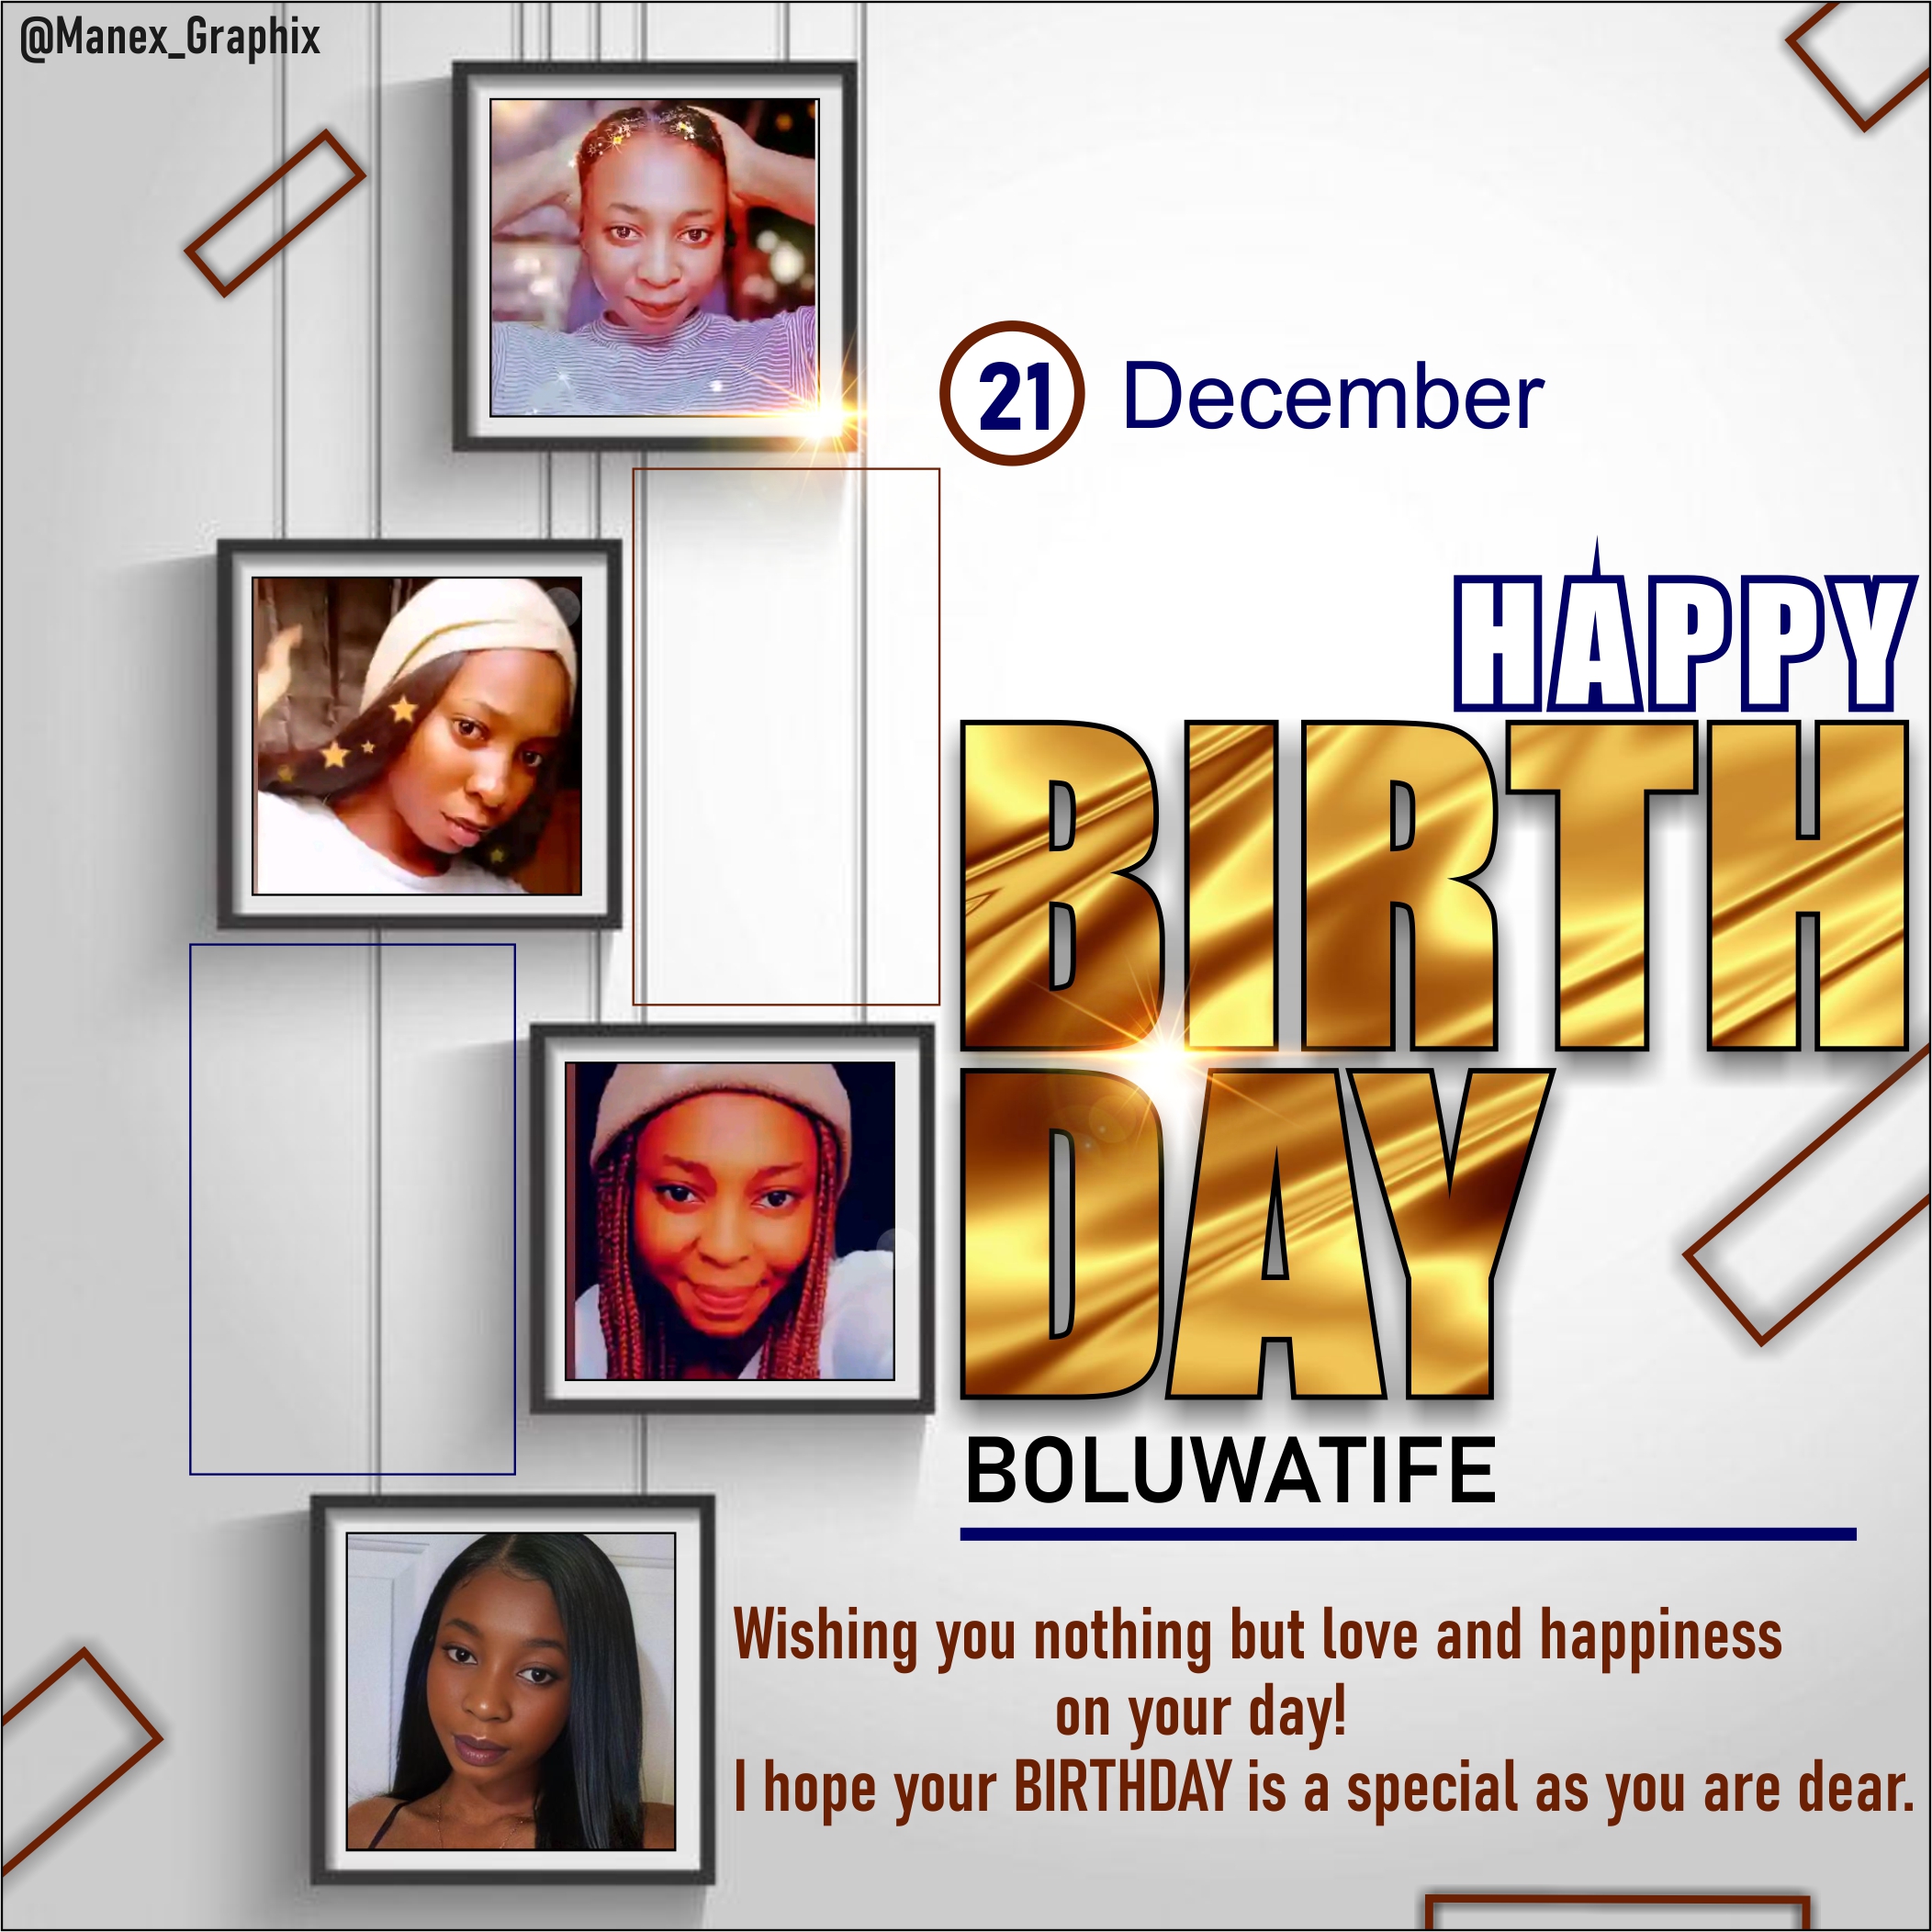 @Manex_Graphix
21 December
HAPPY
BIRTH
DAY
BOLUWATIFE
Wishing you nothing but love and happiness
on your day!
I hope your BIRTHDAY is a special as you are dear.